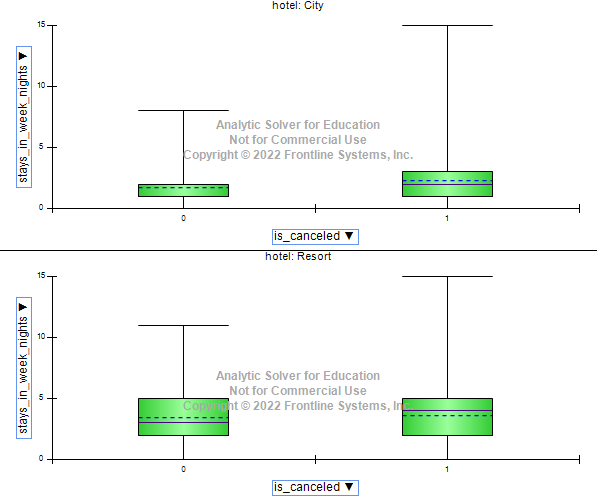 hotel: City
15
10
5
0
stays_in_week_nights ▼
Analytic Solver for Education
Not for Commercial Use
Copyright © 2022 Frontline Systems, Inc.
0
1
is_canceled ▼
hotel: Resort
15
10
5
0
stays_in_week_nights ▼
Analytic Solver for Education
Not for Commercial Use
Copyright © 2022 Frontline Systems, Inc.
0
1
is_canceled ▼